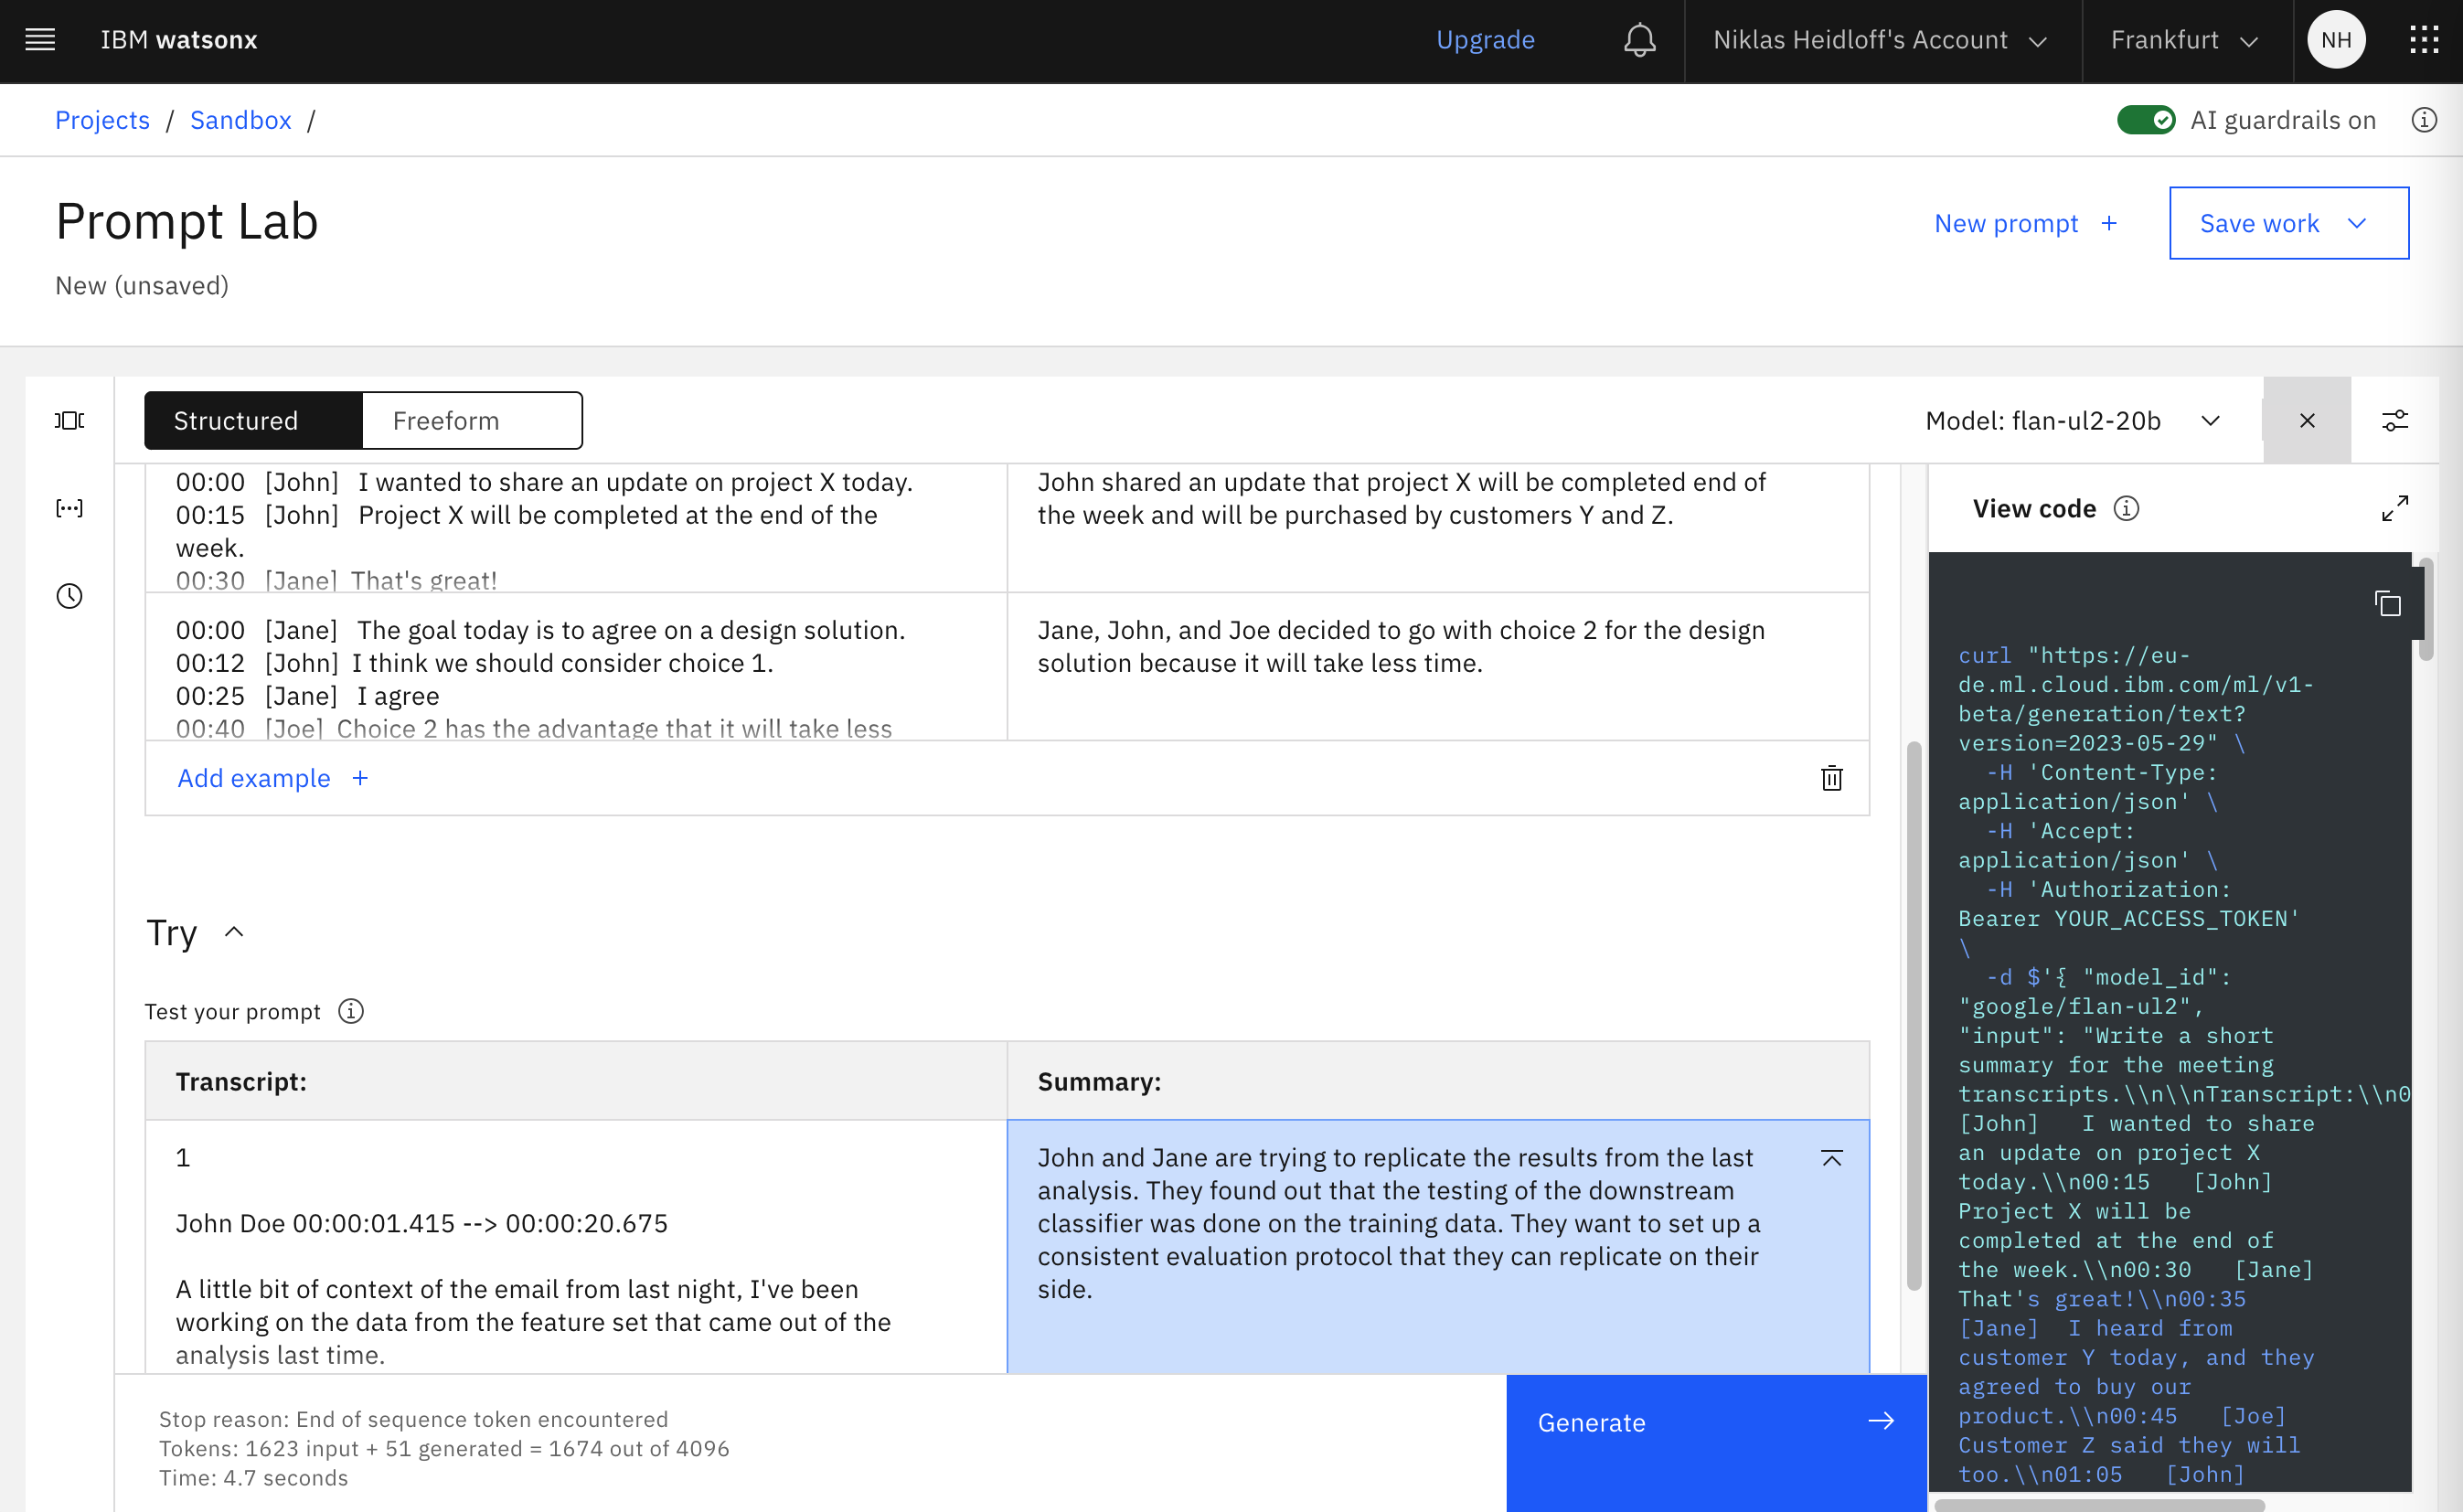 IBM watsonx
Upgrade
Niklas Heidloff's Account
Frankfurt
NH
Projects / Sandbox /
AI guardrails on
Prompt Lab
New prompt +
Save work
New (unsaved)
Structured
Freeform
Model: flan-ul2-20b
00:00 [John] I wanted to share an update on project X today.
00:15 [John] Project X will be completed at the end of the
week.
00:30 [Jane] That's great!
John shared an update that project X will be completed end of
the week and will be purchased by customers Y and Z.
00:00 [Jane] The goal today is to agree on a design solution.
00:12 [John] I think we should consider choice 1.
00:25 [Jane] I agree
00:40 [Joe] Choice 2 has the advantage that it will take less
Jane, John, and Joe decided to go with choice 2 for the design
solution because it will take less time.
Add example +
Try
Test your prompt
Transcript:
Summary:
1
John Doe 00:00:01.415 --> 00:00:20.675
A little bit of context of the email from last night, I've been
working on the data from the feature set that came out of the
analysis last time.
John and Jane are trying to replicate the results from the last
analysis. They found out that the testing of the downstream
classifier was done on the training data. They want to set up a
consistent evaluation protocol that they can replicate on their
side.
Stop reason: End of sequence token encountered
Tokens: 1623 input + 51 generated = 1674 out of 4096
Time: 4.7 seconds
Generate
View code
curl "https://eu-
de.ml.cloud.ibm.com/ml/v1-
beta/generation/text?
version=2023-05-29" \
-H 'Content-Type:
application/json' \
-H 'Accept:
application/json' \
-H 'Authorization:
Bearer YOUR_ACCESS_TOKEN'
\
-d $'{ "model_id":
"google/flan-ul2",
"input": "Write a short
summary for the meeting
transcripts.\\n\\nTranscript:\\n0
[John] I wanted to share
an update on project X
today.\\n00:15 [John]
Project X will be
completed at the end of
the week.\\n00:30 [Jane]
That's great!\\n00:35
[Jane] I heard from
customer Y today, and they
agreed to buy our
product.\\n00:45 [Joe]
Customer Z said they will
too.\\n01:05 [John]